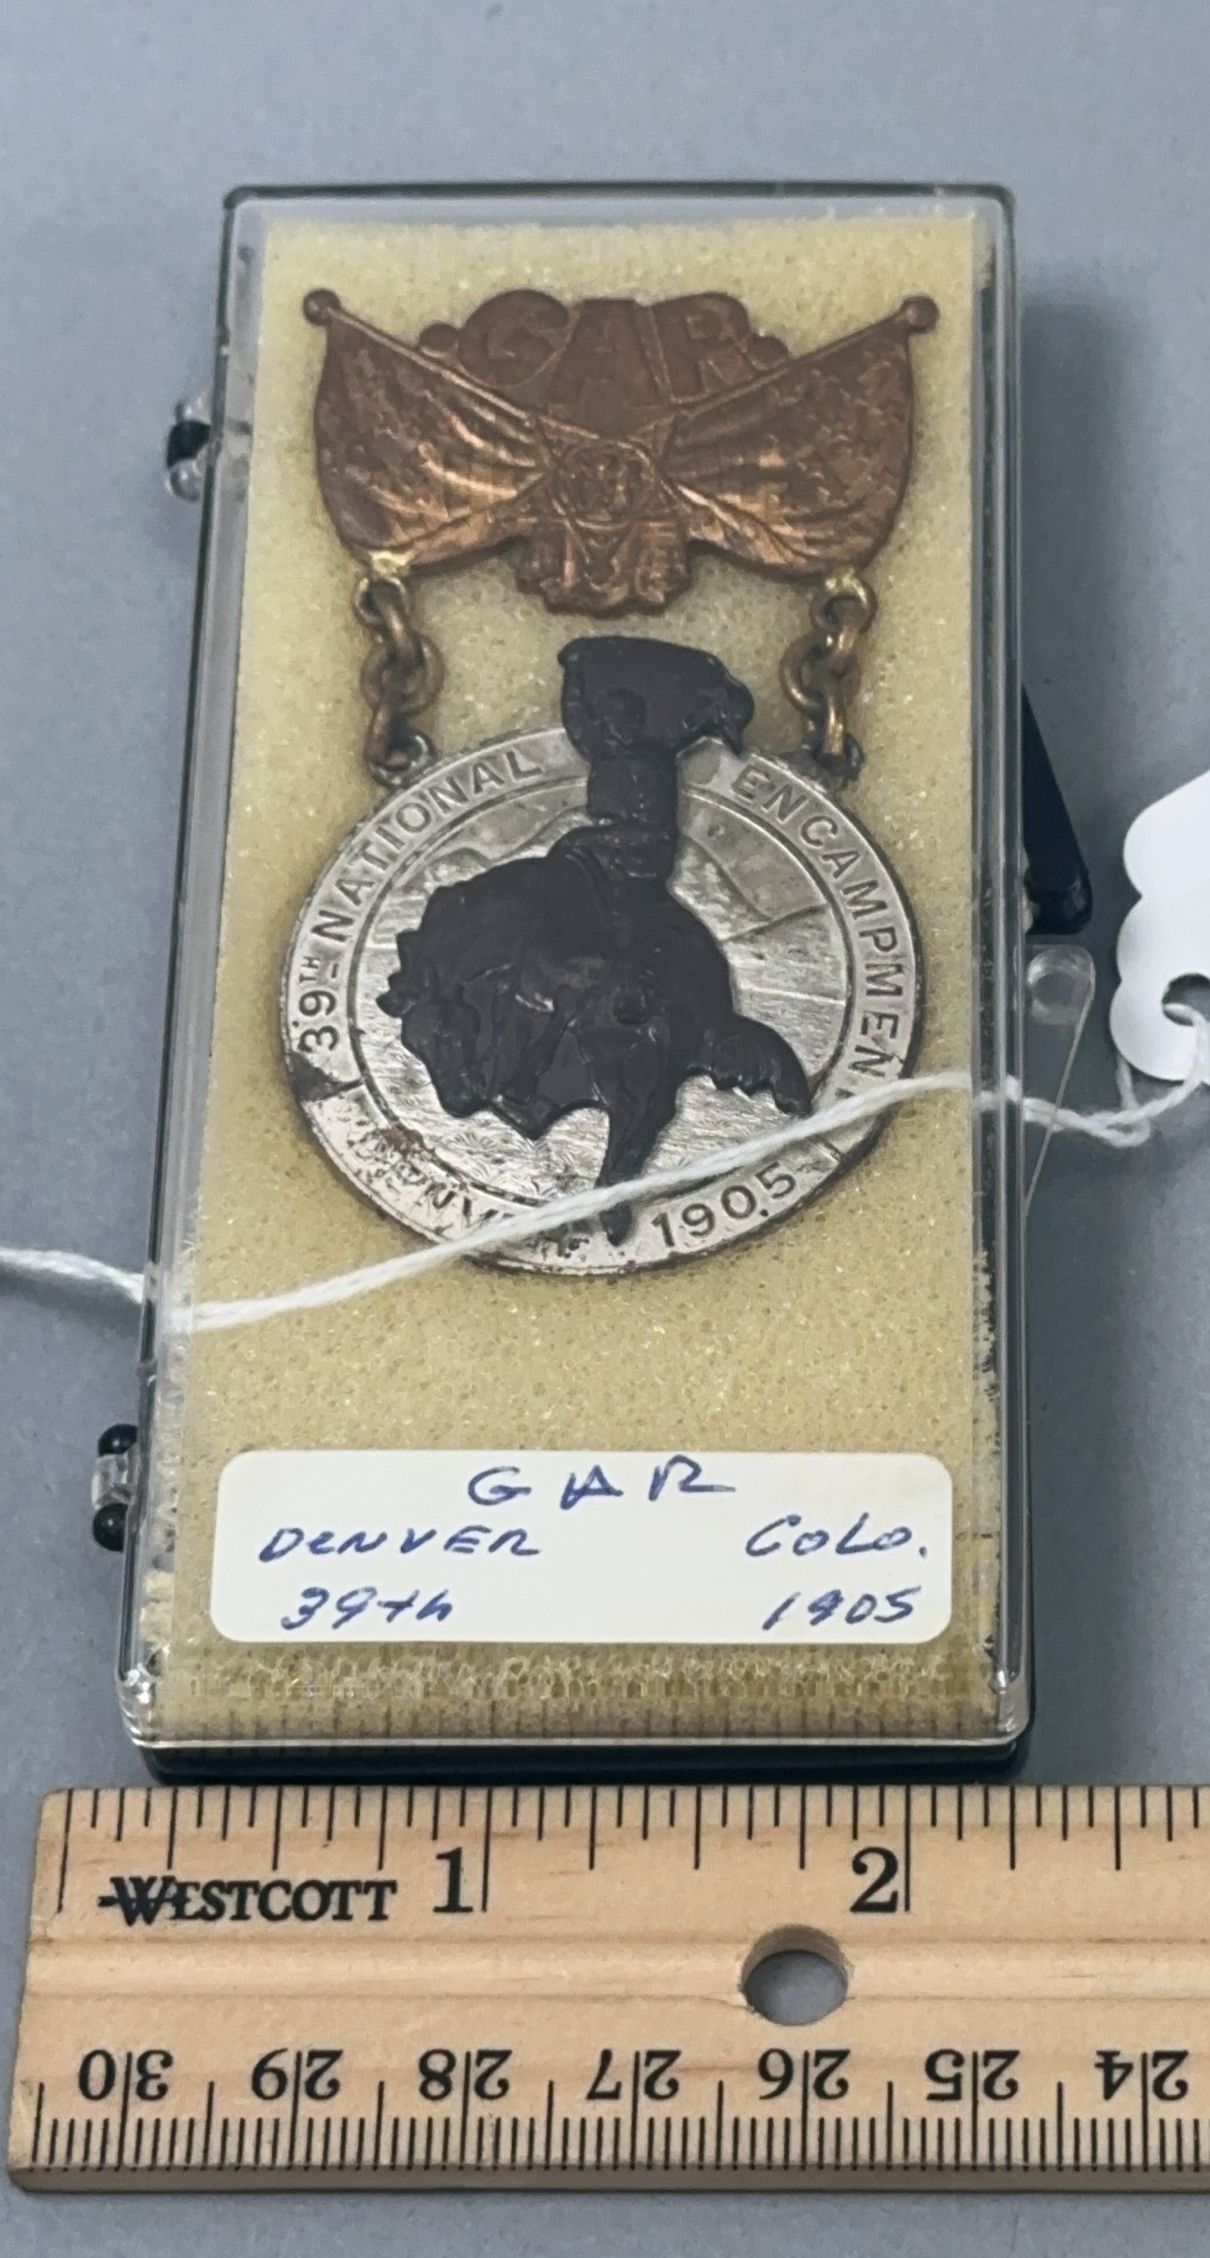 GAR
39TH NATIONAL ENCAMPMENT
DENVER 1905
GAR
DENVER COLO.
39th 1905
1 2
WESTCOTT
30 29 28 27 26 25 24